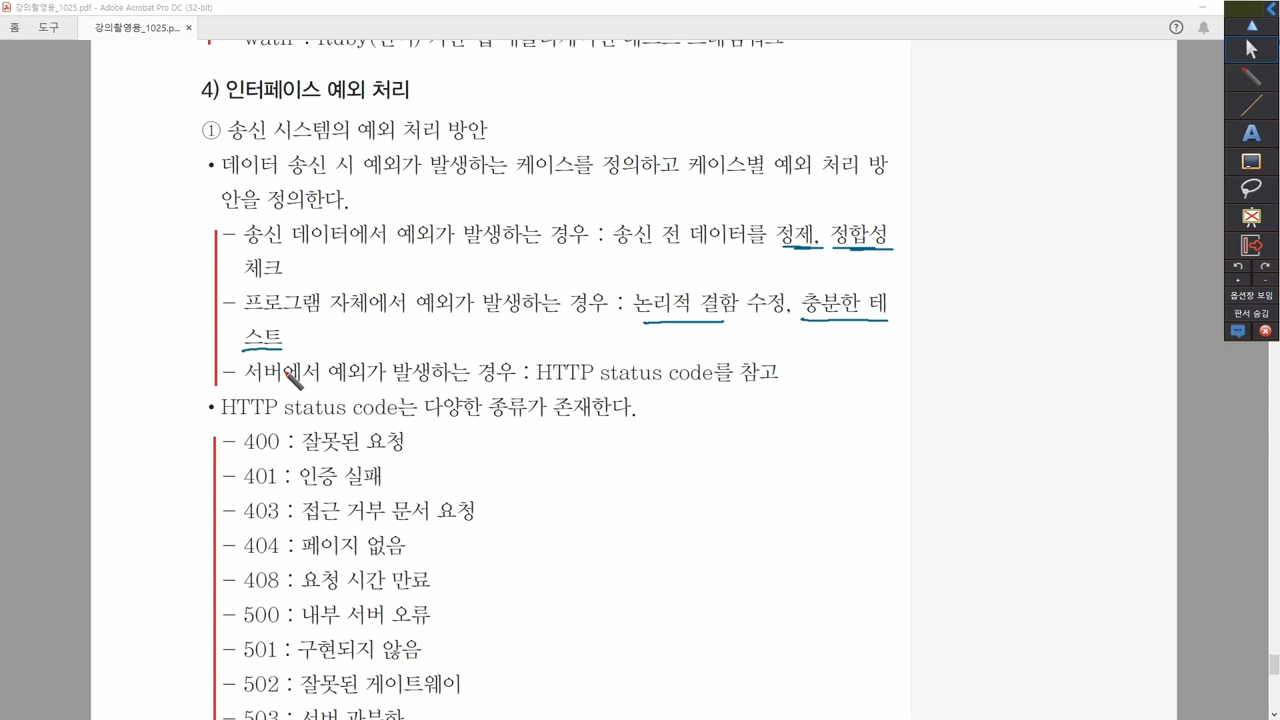 강의촬영용_1025.pdf - Adobe Acrobat Pro DC (32-bit)
홈 도구 강의촬영용_1025.p... ×
4) 인터페이스 예외 처리
① 송신 시스템의 예외 처리 방안
• 데이터 송신 시 예외가 발생하는 케이스를 정의하고 케이스별 예외 처리 방
안을 정의한다.
– 송신 데이터에서 예외가 발생하는 경우 : 송신 전 데이터를 정제, 정합성
체크
– 프로그램 자체에서 예외가 발생하는 경우 : 논리적 결함 수정, 충분한 테
스트
– 서버에서 예외가 발생하는 경우 : HTTP status code를 참고
• HTTP status code는 다양한 종류가 존재한다.
– 400 : 잘못된 요청
– 401 : 인증 실패
– 403 : 접근 거부 문서 요청
– 404 : 페이지 없음
– 408 : 요청 시간 만료
– 500 : 내부 서버 오류
– 501 : 구현되지 않음
– 502 : 잘못된 게이트웨이
– 503 : 서버 과부하
A
옵션장 보임
판서 숨김